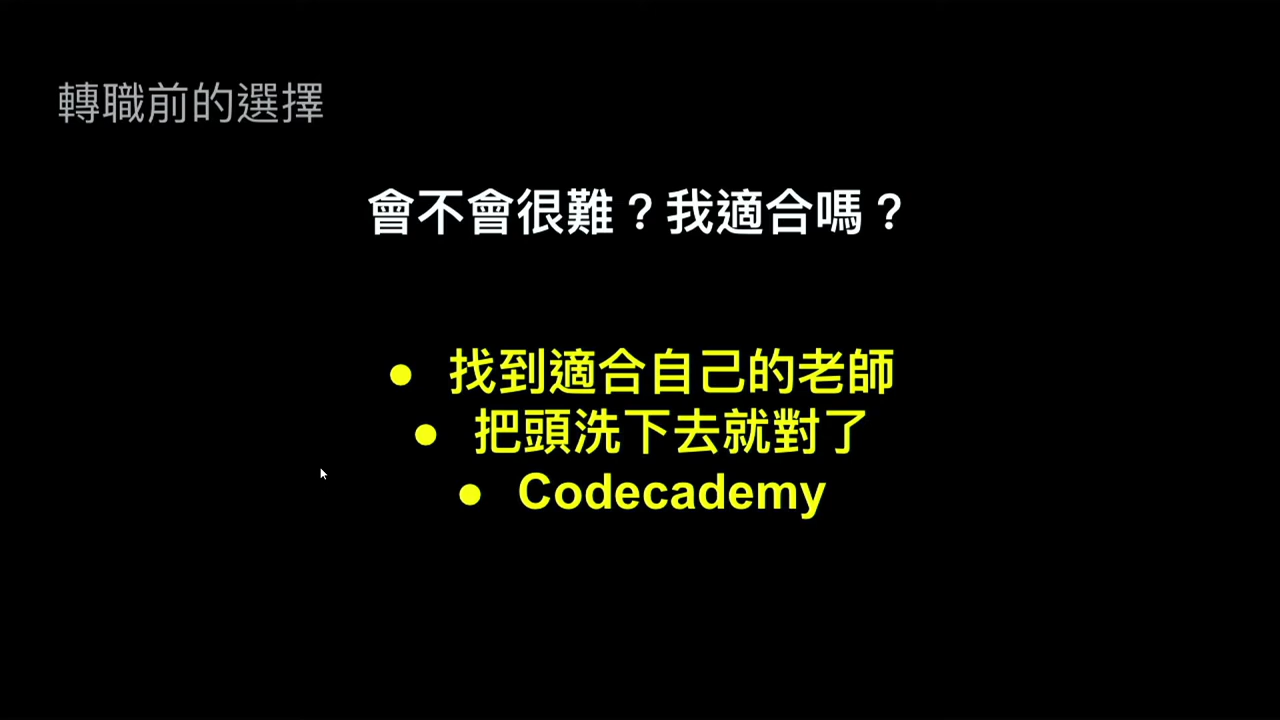 轉職前的選擇
會不會很難？我適合嗎？
● 找到適合自己的老師
● 把頭洗下去就對了
● Codecademy